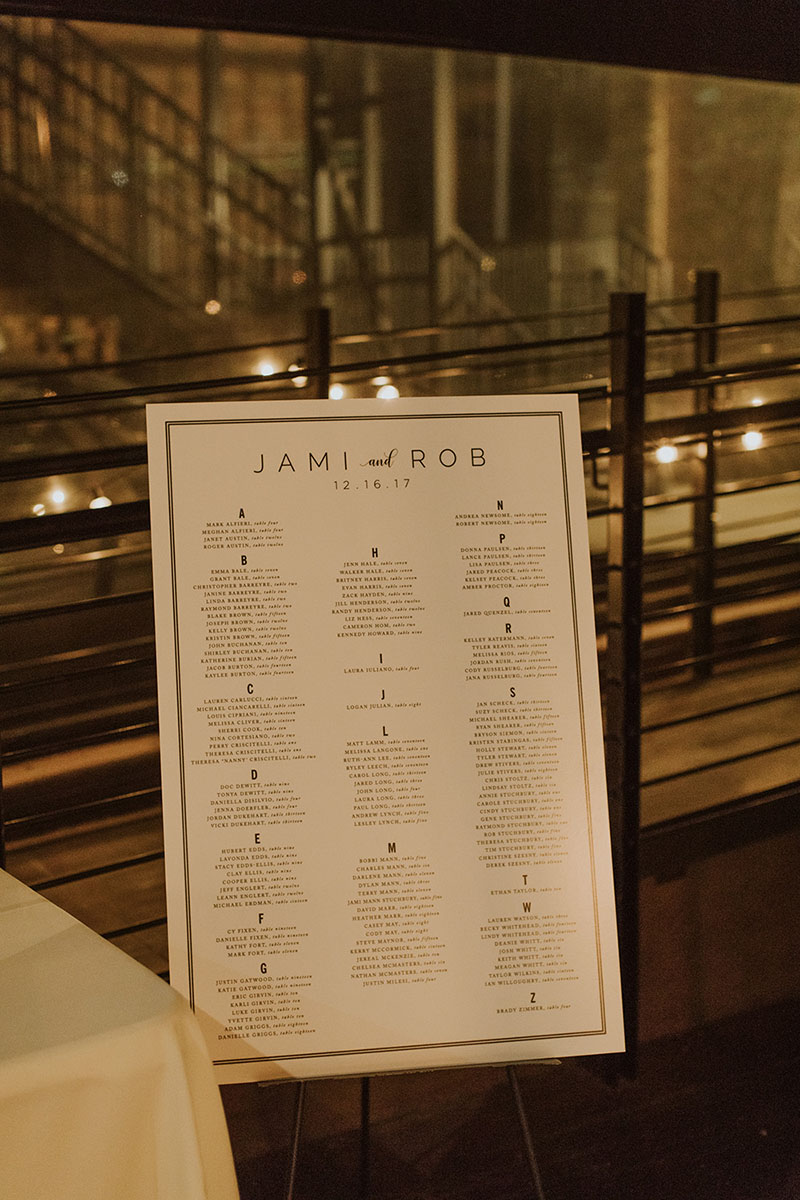 JAMI and ROB
12.16.17
A
MARK ALFIERI, table four
MEGHAN ALFIERI, table four
JANET AUSTIN, table twelve
ROGER AUSTIN, table twelve
B
EMMA BALE, table seven
GRANT BALE, table seven
CHRISTOPHER BARREYRE, table two
JANINE BARREYRE, table two
LINDA BARREYRE, table two
RAYMOND BARREYRE, table two
BLAKE BROWN, table fifteen
JOSEPH BROWN, table twelve
KELLY BROWN, table twelve
KRISTIN BROWN, table fifteen
JOHN BUCHANAN, table ten
SHIRLEY BUCHANAN, table ten
KATHERINE BURIAN, table fifteen
JACOB BURTON, table fourteen
KAYLEE BURTON, table fourteen
C
LAUREN CARLUCCI, table sixteen
MICHAEL CIANCARELLI, table sixteen
LOUIS CIPRIANI, table nineteen
MELISSA CLIVER, table sixteen
SHERRI COOK, table ten
NINA CORTESIANO, table two
PERRY CRISCITELLI, table one
THERESA CRISCITELLI, table one
THERESA "NANNY" CRISCITELLI, table two
D
DOC DEWITT, table nine
TONYA DEWITT, table nine
DANIELLA DISILVIO, table four
JENNA DOERFLER, table four
JORDAN DUKEHART, table thirteen
VICKI DUKEHART, table thirteen
E
HUBERT EDDS, table nine
LAVONDA EDDS, table nine
STACY EDDS-ELLIS, table nine
CLAY ELLIS, table nine
COOPER ELLIS, table nine
JEFF ENGLERT, table twelve
LEANN ENGLERT, table twelve
MICHAEL ERDMAN, table sixteen
F
CY FIXEN, table nineteen
DANIELLE FIXEN, table nineteen
KATHY FORT, table eleven
MARK FORT, table eleven
G
JUSTIN GATWOOD, table nineteen
KATIE GATWOOD, table nineteen
ERIC GIRVIN, table ten
KARLI GIRVIN, table ten
LUKE GIRVIN, table ten
YVETTE GIRVIN, table ten
ADAM GRIGGS, table eighteen
DANIELLE GRIGGS, table eighteen
H
JENN HALE, table seven
WALKER HALE, table seven
BRITNEY HARRIS, table seven
EVAN HARRIS, table seven
ZACK HAYDEN, table nine
JILL HENDERSON, table twelve
RANDY HENDERSON, table twelve
LIZ HESS, table seventeen
CAMERON HOM, table two
KENNEDY HOWARD, table nine
I
LAURA IULIANO, table four
J
LOGAN JULIAN, table eight
L
MATT LAMM, table seventeen
MELISSA LANGONE, table one
RUTH-ANN LEE, table seventeen
RYLEY LEECH, table seventeen
CAROL LONG, table thirteen
JARED LONG, table three
JOHN LONG, table four
LAURA LONG, table three
PAUL LONG, table thirteen
ANDREW LYNCH, table five
LESLEY LYNCH, table five
M
BOBBI MANN, table five
CHARLES MANN, table six
DARLENE MANN, table eleven
DYLAN MANN, table three
TERRY MANN, table eleven
JAMI MANN STUCHBURY, table five
DAVID MARR, table eighteen
HEATHER MARR, table eighteen
CASEY MAY, table eight
CODY MAY, table eight
STEVE MAYNOR, table fifteen
KERRY MCCORMICK, table sixteen
JEREAL MCKENZIE, table ten
CHELSEA MCMASTERS, table six
NATHAN MCMASTERS, table seven
JUSTIN MILESI, table four
N
ANDREA NEWSOME, table eighteen
ROBERT NEWSOME, table eighteen
P
DONNA PAULSEN, table thirteen
LANCE PAULSEN, table thirteen
LISA PAULSEN, table three
JARED PEACOCK, table three
KELSEY PEACOCK, table three
AMBER PROCTOR, table eighteen
Q
JARED QUENZEL, table seventeen
R
KELLEY RATERMANN, table seven
TYLER REAVIS, table sixteen
MELISSA RIOS, table fifteen
JORDAN RUSH, table seventeen
CODY RUSSELBURG, table fourteen
JANA RUSSELBURG, table fourteen
S
JAN SCHECK, table thirteen
SUZY SCHECK, table thirteen
MICHAEL SHEARER, table fifteen
RYAN SHEARER, table fifteen
BRYSON SIEMON, table sixteen
KRISTEN STABINGAS, table fifteen
HOLLY STEWART, table eleven
TYLER STEWART, table eleven
DREW STIVERS, table seventeen
JULIE STIVERS, table eighteen
CHRIS STOLTZ, table six
LINDSAY STOLTZ, table six
ANNIE STUCHBURY, table one
CAROLE STUCHBURY, table one
CINDY STUCHBURY, table one
GENE STUCHBURY, table five
RAYMOND STUCHBURY, table one
ROB STUCHBURY, table five
THERESA STUCHBURY, table five
TIM STUCHBURY, table five
CHRISTINE SZESNY, table eleven
DEREK SZESNY, table eleven
T
ETHAN TAYLOR, table ten
W
LAUREN WATSON, table three
BECKY WHITEHEAD, table fourteen
LINDY WHITEHEAD, table fourteen
DEANIE WHITT, table six
JOSH WHITT, table six
KEITH WHITT, table six
MEAGAN WHITT, table six
TAYLOR WILKINS, table sixteen
IAN WILLOUGHBY, table seventeen
Z
BRADY ZIMMER, table four